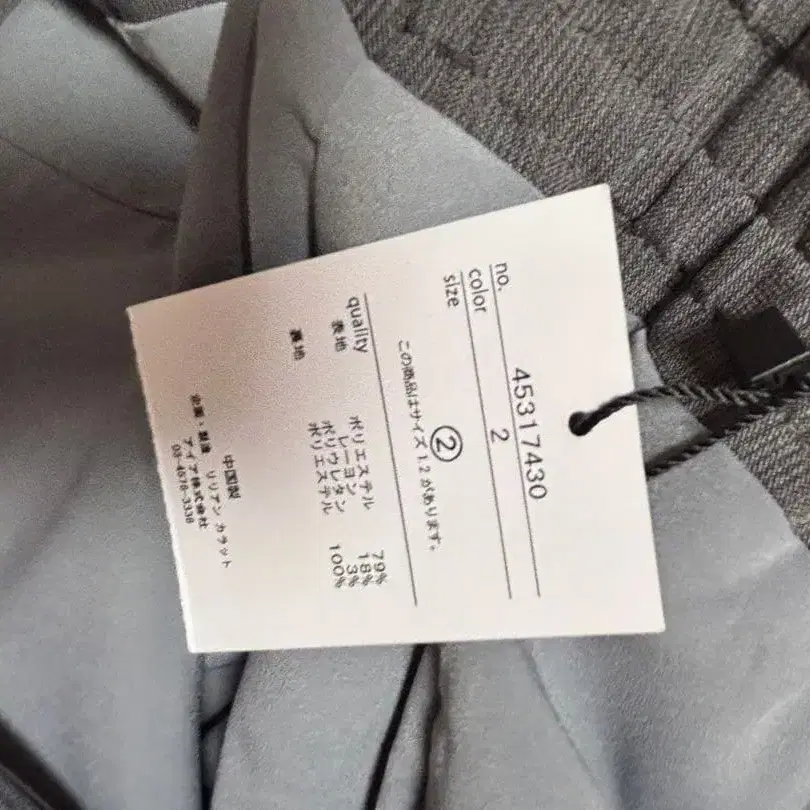 no. 45317430
color 2
size ②
この商品はサイズ 1.2 があります。
quality
表地 ポリエステル 79%
レーヨン 18%
ポリウレタン 3%
裏地 ポリエステル 100%
中国製
企画・製造 リリアン カラット
アイア株式会社